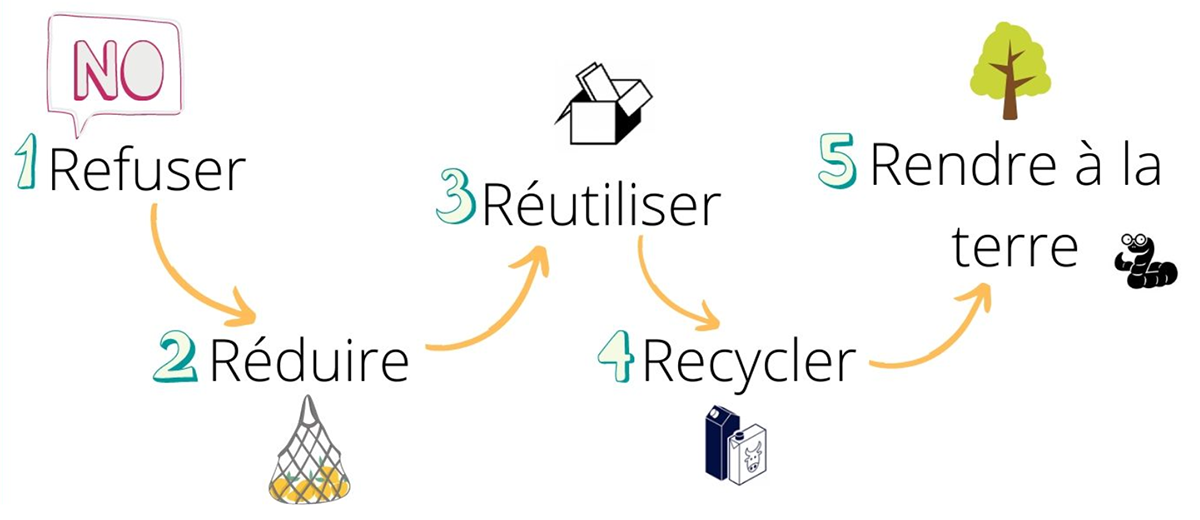 NO
1 Refuser
2 Réduire
3 Réutiliser
4 Recycler
5 Rendre à la
terre